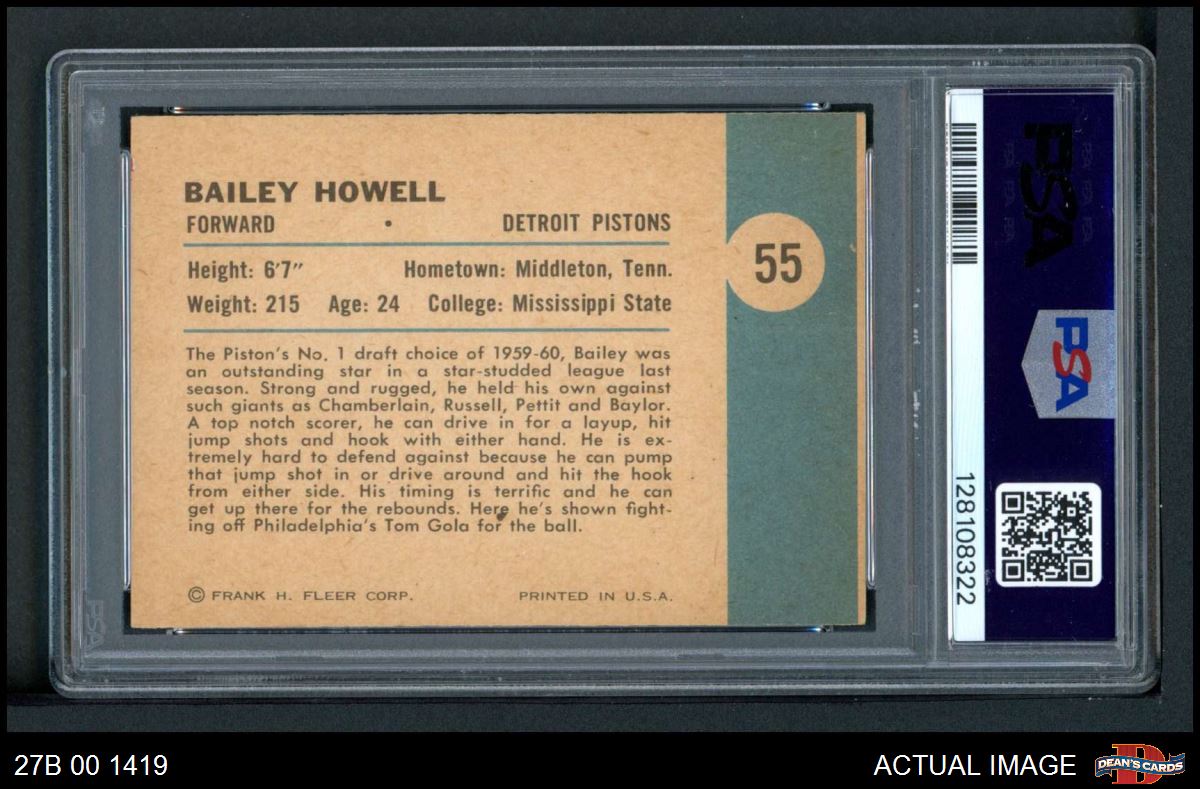 BAILEY HOWELL
FORWARD • DETROIT PISTONS
Height: 6'7" Hometown: Middleton, Tenn.
Weight: 215 Age: 24 College: Mississippi State
The Piston's No. 1 draft choice of 1959-60, Bailey was
an outstanding star in a star-studded league last
season. Strong and rugged, he held his own against
such giants as Chamberlain, Russell, Pettit and Baylor.
A top notch scorer, he can drive in for a layup, hit
jump shots and hook with either hand. He is ex-
tremely hard to defend against because he can pump
that jump shot in or drive around and hit the hook
from either side. His timing is terrific and he can
get up there for the rebounds. Here he's shown fight-
ing off Philadelphia's Tom Gola for the ball.
© FRANK H. FLEER CORP. PRINTED IN U.S.A.
55
PSA
PSA
128108322
PSA
27B 00 1419
ACTUAL IMAGE
DEAN'S CARDS